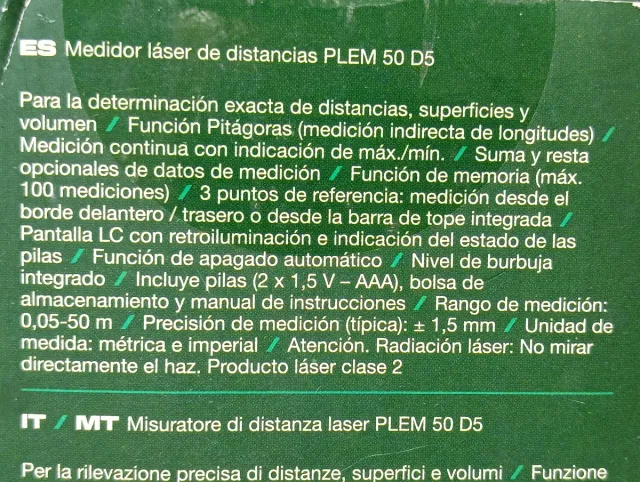 ES Medidor láser de distancias PLEM 50 D5
Para la determinación exacta de distancias, superficies y
volumen / Función Pitágoras (medición indirecta de longitudes) /
Medición continua con indicación de máx./mín. / Suma y resta
opcionales de datos de medición / Función de memoria (máx.
100 mediciones) / 3 puntos de referencia: medición desde el
borde delantero / trasero o desde la barra de tope integrada /
Pantalla LC con retroiluminación e indicación del estado de las
pilas / Función de apagado automático / Nivel de burbuja
integrado / Incluye pilas (2 x 1,5 V – AAA), bolsa de
almacenamiento y manual de instrucciones / Rango de medición:
0,05-50 m / Precisión de medición (típica): ± 1,5 mm / Unidad de
medida: métrica e imperial / Atención. Radiación láser: No mirar
directamente el haz. Producto láser clase 2
IT / MT Misuratore di distanza laser PLEM 50 D5
Per la rilevazione precisa di distanze, superfici e volumi / Funzione